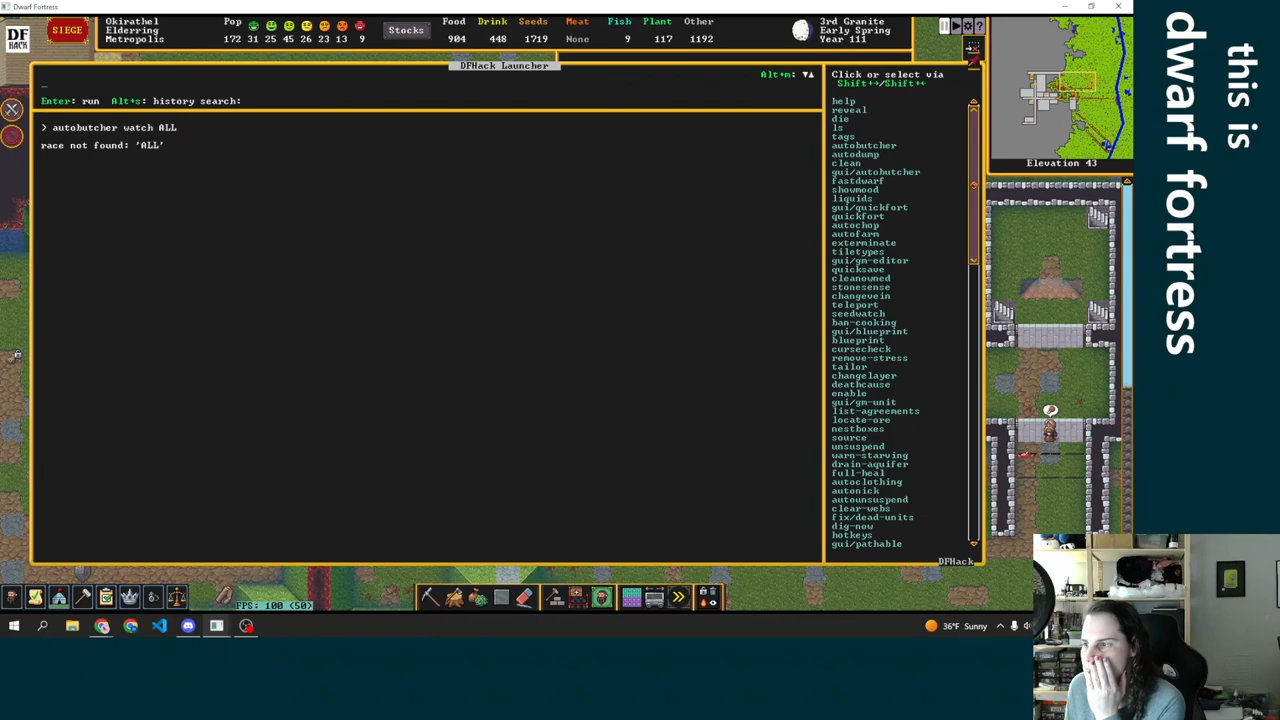 Dwarf Fortress
DF
HACK
SIEGE
Okirathel
Elderring
Metropolis
Pop
172 31 25 45 26 23 13 9
Stocks
Food Drink Seeds Meat Fish Plant Other
904 448 1719 None 9 117 1192
3rd Granite
Early Spring
Year 111
Elevation 43
DFHack Launcher
Alt+m:
_
Enter: run Alt+s: history search:
> autobutcher watch ALL
race not found: 'ALL'
Click or select via
Shift+→/Shift+←
help
reveal
die
ls
tags
autobutcher
autodump
clean
gui/autobutcher
fastdwarf
showmood
liquids
gui/quickfort
quickfort
autochop
autofarm
exterminate
tiletypes
gui/gm-editor
quicksave
cleanowned
stonesense
changevein
teleport
seedwatch
ban-cooking
gui/blueprint
blueprint
cursecheck
remove-stress
tailor
changelayer
deathcause
enable
gui/gm-unit
list-agreements
locate-ore
nestboxes
source
unsuspend
warn-starving
drain-aquifer
full-heal
autoclothing
autonick
autounsuspend
clear-webs
fix/dead-units
dig-now
hotkeys
gui/pathable
DFHack
FPS: 100 (50)
36°F Sunny
this is
dwarf fortress